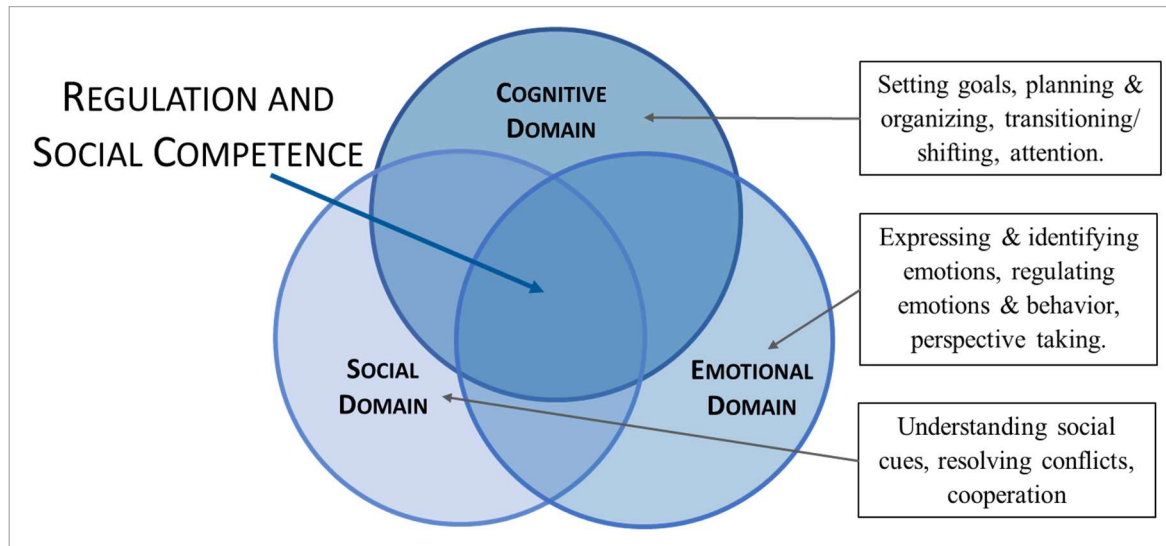 REGULATION AND
SOCIAL COMPETENCE
COGNITIVE
DOMAIN
SOCIAL
DOMAIN
EMOTIONAL
DOMAIN
Setting goals, planning &
organizing, transitioning/
shifting, attention.
Expressing & identifying
emotions, regulating
emotions & behavior,
perspective taking.
Understanding social
cues, resolving conflicts,
cooperation